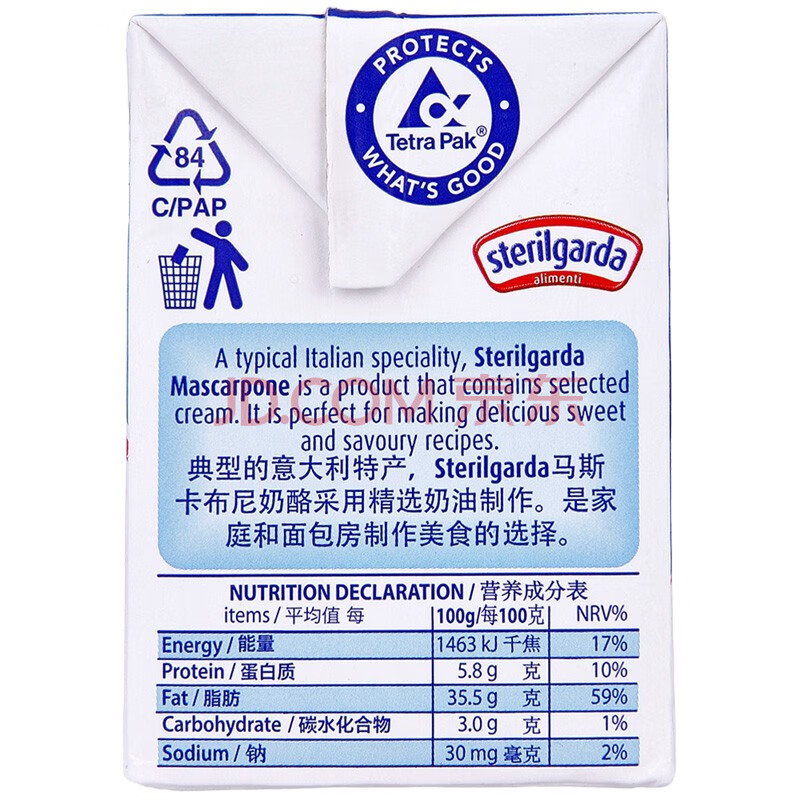 PROTECTS
Tetra Pak®
WHAT'S GOOD
84
C/PAP
sterilgarda
alimenti
A typical Italian speciality, Sterilgarda
Mascarpone is a product that contains selected
cream. It is perfect for making delicious sweet
and savoury recipes.
JD.COM 京东
典型的意大利特产，Sterilgarda马斯
卡布尼奶酪采用精选奶油制作。是家
庭和面包房制作美食的选择。
NUTRITION DECLARATION / 营养成分表
items / 平均值 每 100g/每100克 NRV%
Energy / 能量 1463 kJ 千焦 17%
Protein / 蛋白质 5.8 g 克 10%
Fat / 脂肪 35.5 g 克 59%
Carbohydrate / 碳水化合物 3.0 g 克 1%
Sodium / 钠 30 mg 毫克 2%